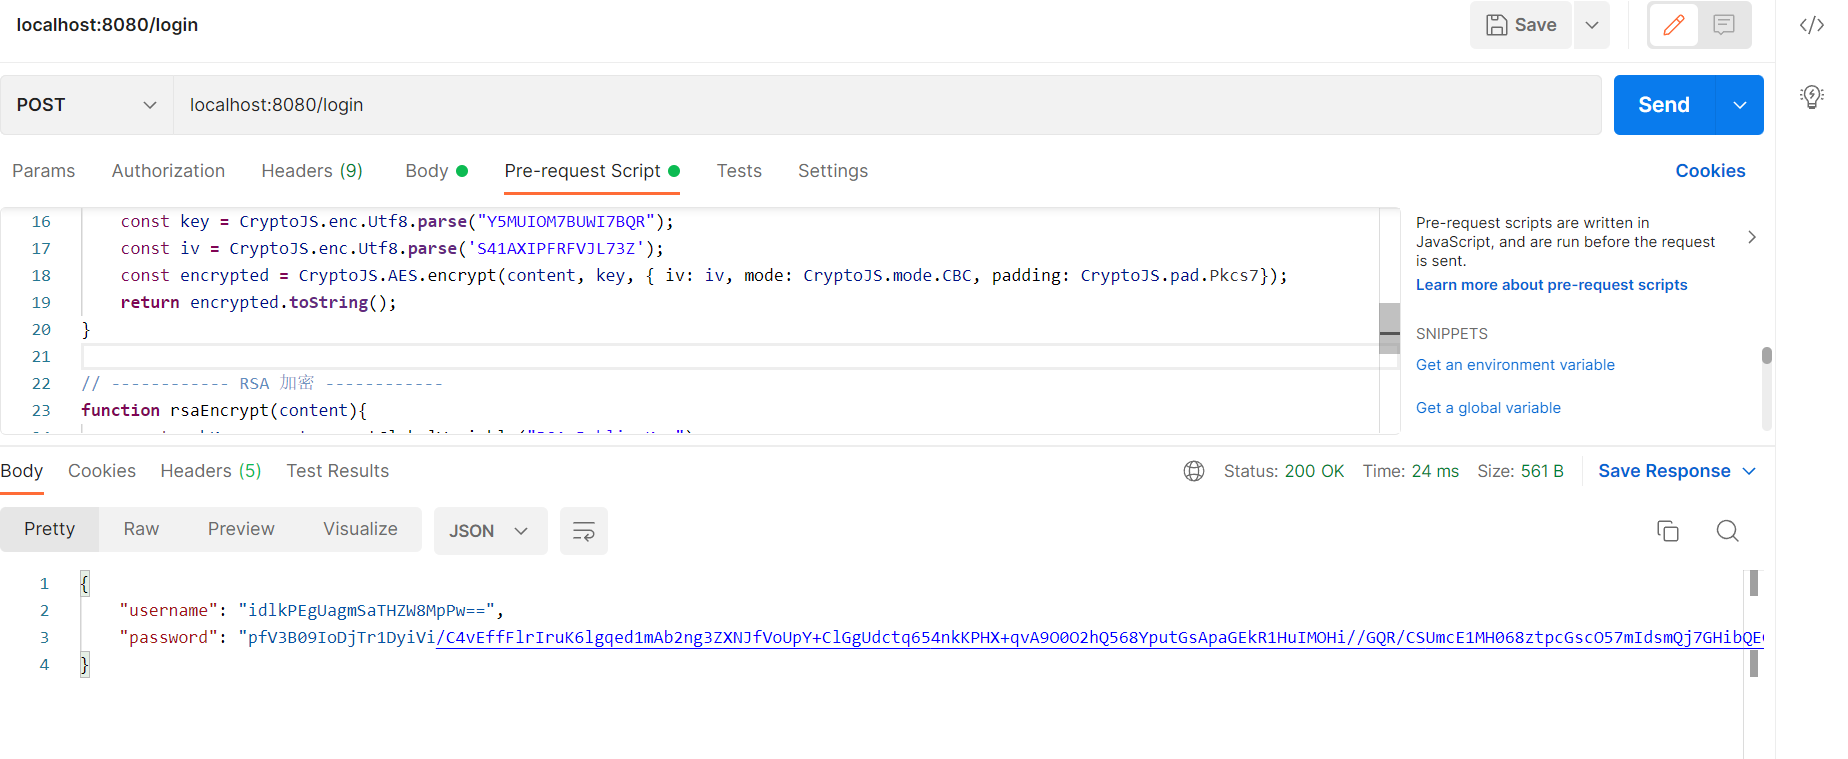 localhost:8080/login
Save
POST
localhost:8080/login
Send
Params
Authorization
Headers (9)
Body
Pre-request Script
Tests
Settings
Cookies
16 const key = CryptoJS.enc.Utf8.parse("Y5MUIOM7BUWI7BQR");
17 const iv = CryptoJS.enc.Utf8.parse('S41AXIPFRFVJL73Z');
18 const encrypted = CryptoJS.AES.encrypt(content, key, { iv: iv, mode: CryptoJS.mode.CBC, padding: CryptoJS.pad.Pkcs7});
19 return encrypted.toString();
20 }
21
22 // ------------ RSA 加密 ------------
23 function rsaEncrypt(content){
Pre-request scripts are written in
JavaScript, and are run before the request
is sent.
Learn more about pre-request scripts
SNIPPETS
Get an environment variable
Get a global variable
Body
Cookies
Headers (5)
Test Results
Status: 200 OK
Time: 24 ms
Size: 561 B
Save Response
Pretty
Raw
Preview
Visualize
JSON
1 {
2 "username": "idlkPEgUagmSaTHZW8MpPw==",
3 "password": "pfV3B09IoDjTr1DyiVi/C4vEffFlrIruK6lgqed1mAb2ng3ZXNJfVoUpY+ClGgUdctq654nkKPHX+qvA9O0O2hQ568YputGsApaGEkR1HuIMOHi//GQR/CSUmcE1MH068ztpcGscO57mIdsmQj7GHibQE
4 }